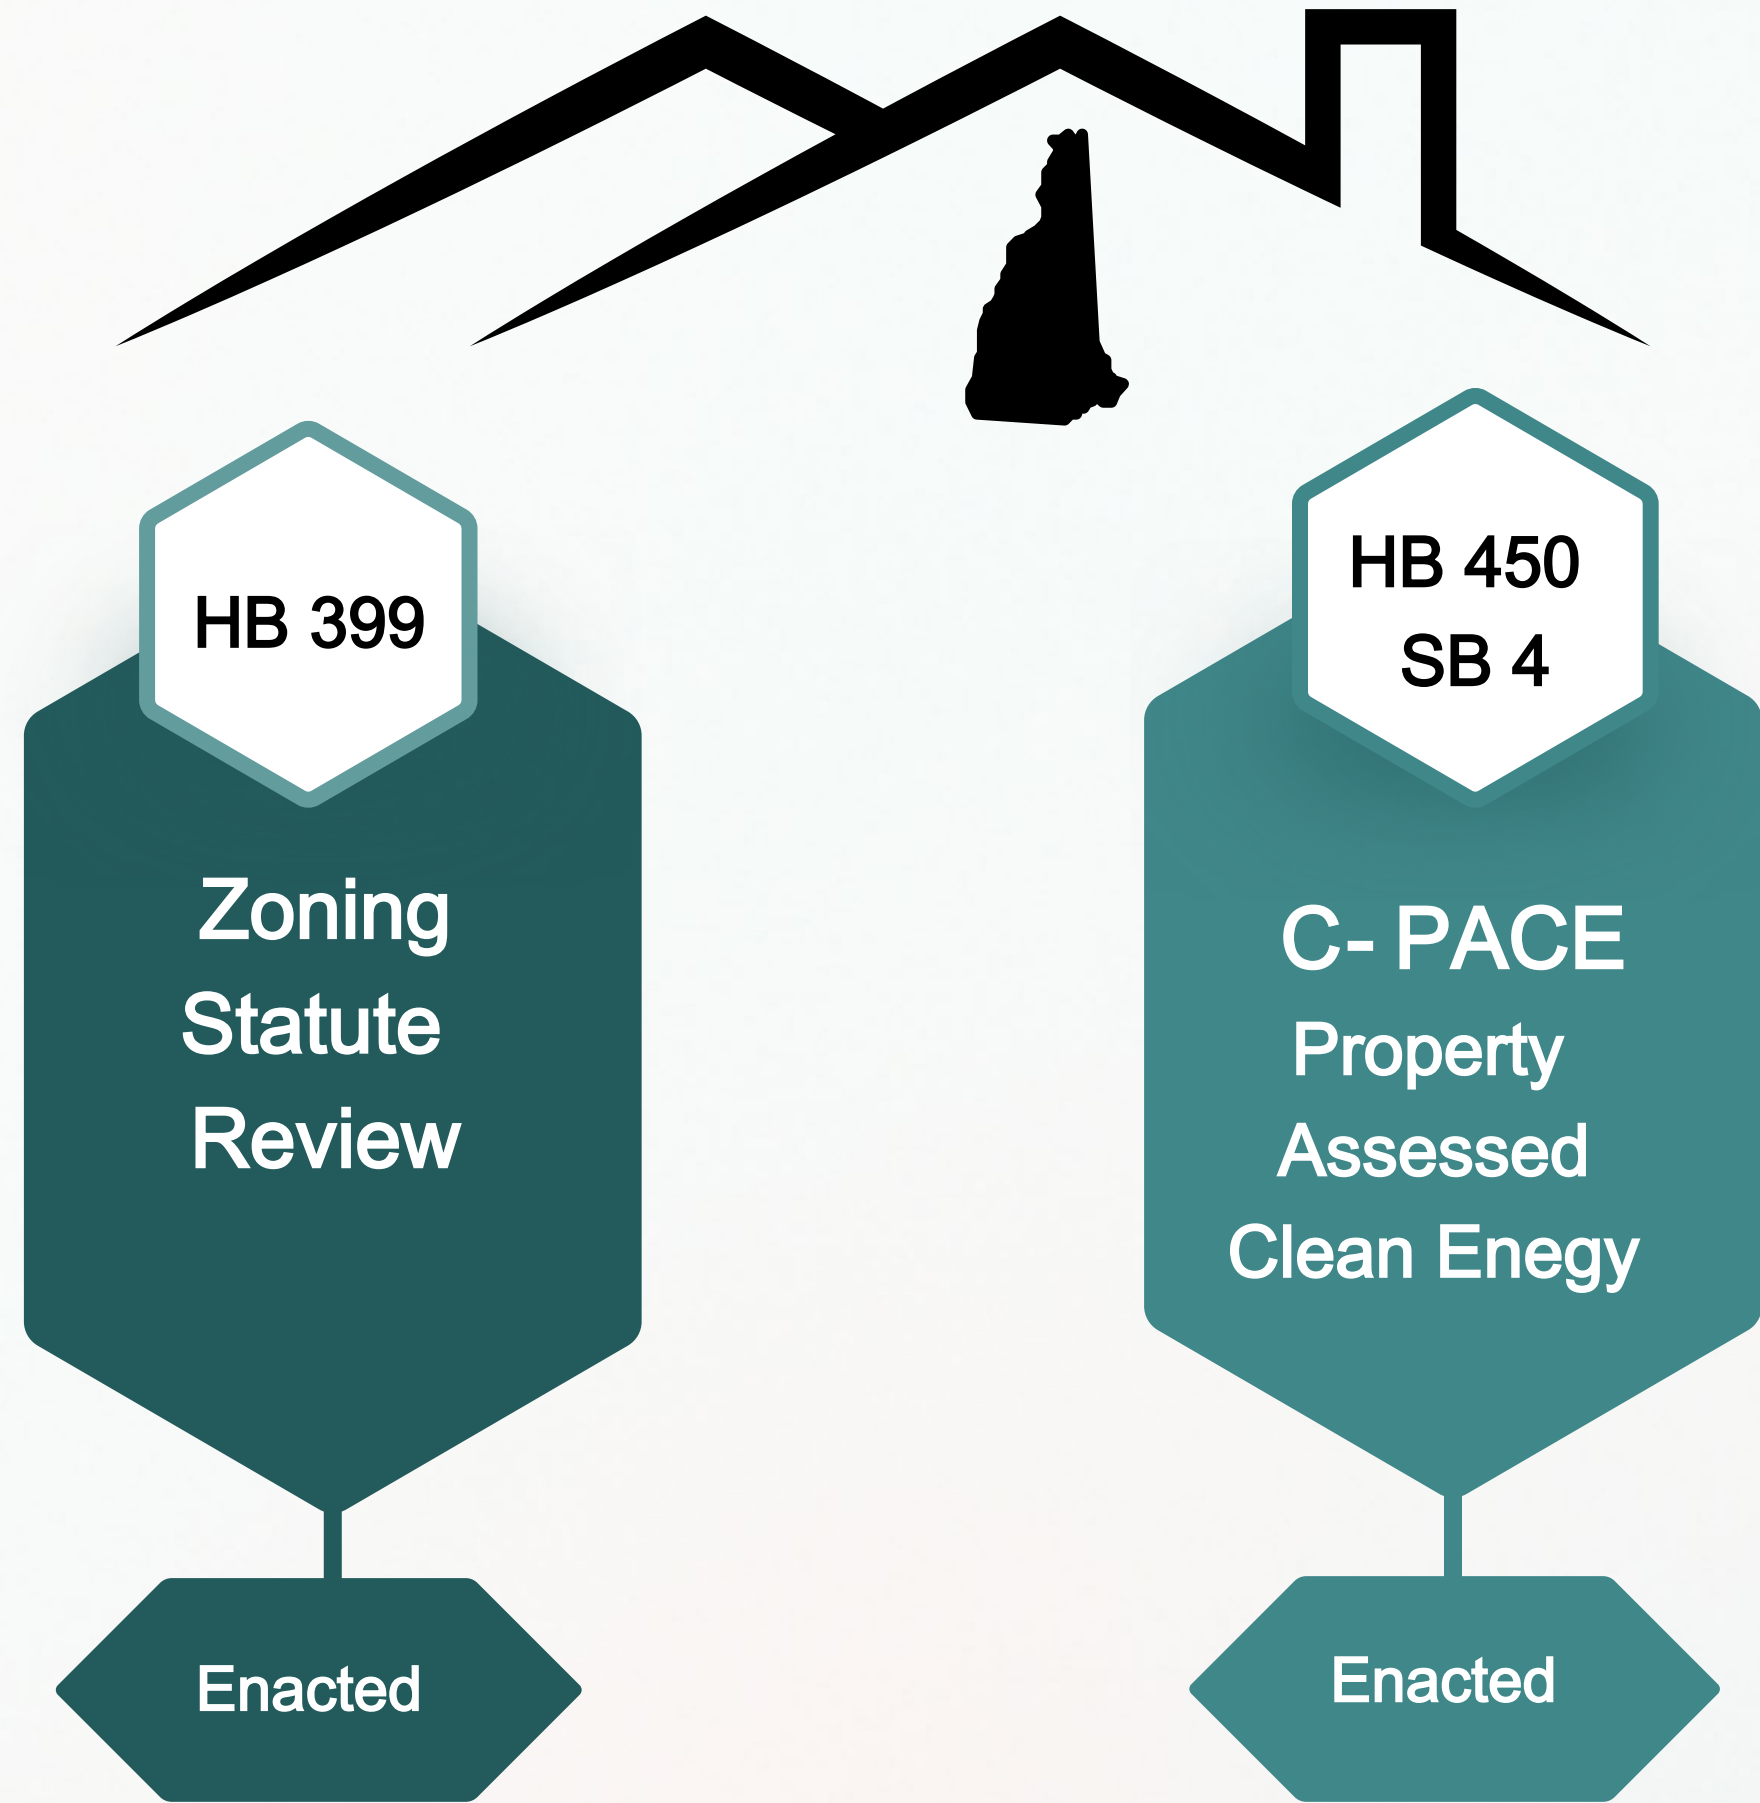 HB 399
Zoning
Statute
Review
Enacted
HB 450
SB 4
C- PACE
Property
Assessed
Clean Enegy
Enacted